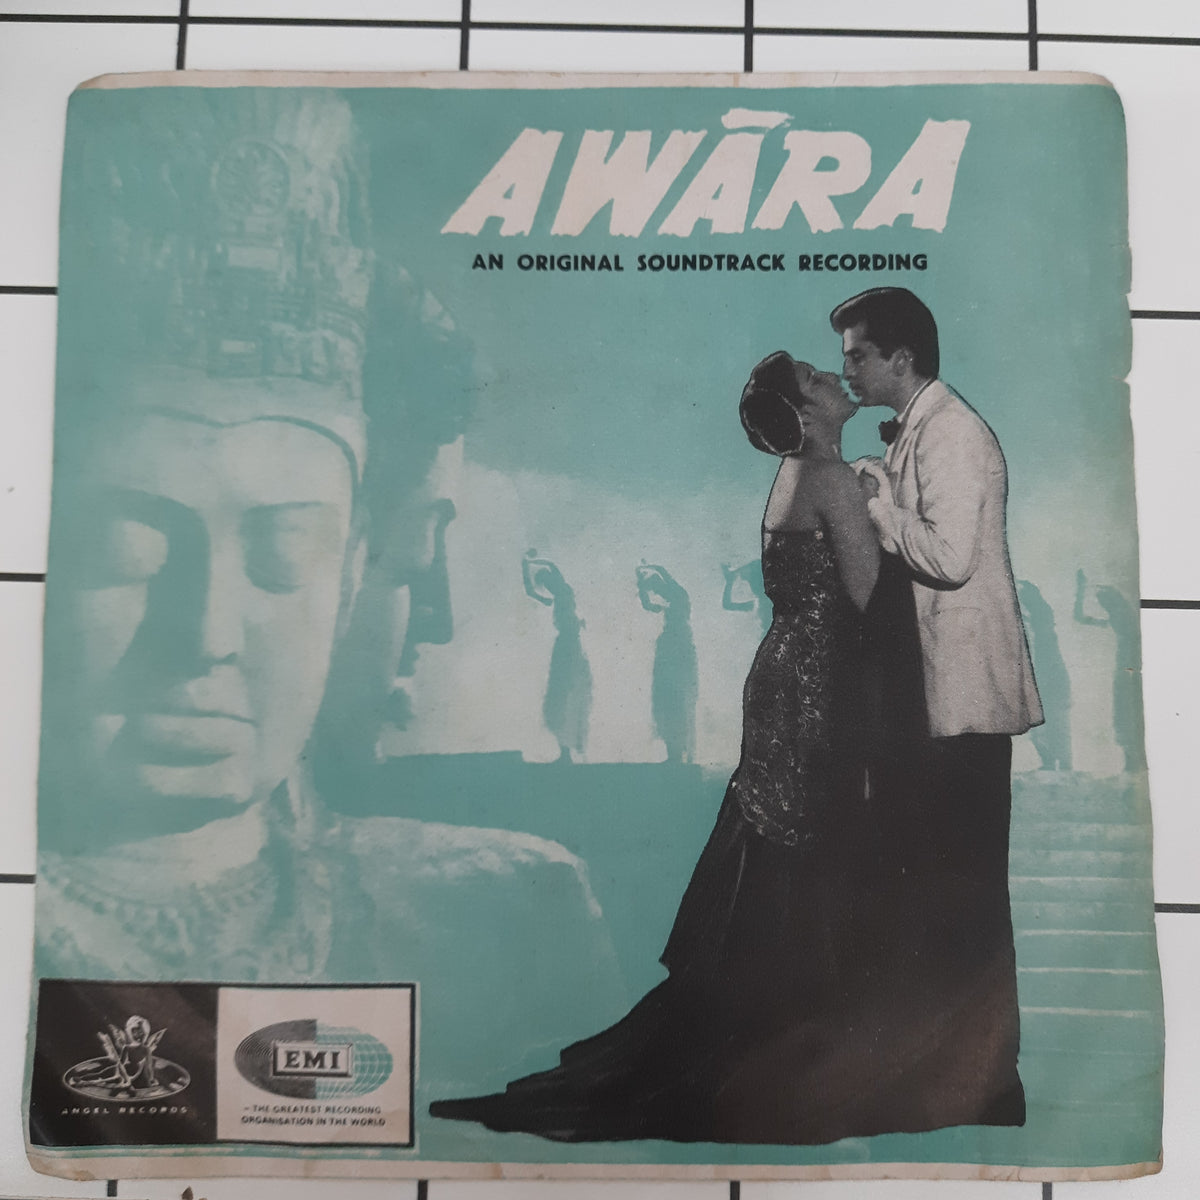 AWĀRA
AN ORIGINAL SOUNDTRACK RECORDING
ANGEL RECORDS
EMI
- THE GREATEST RECORDING
ORGANISATION IN THE WORLD